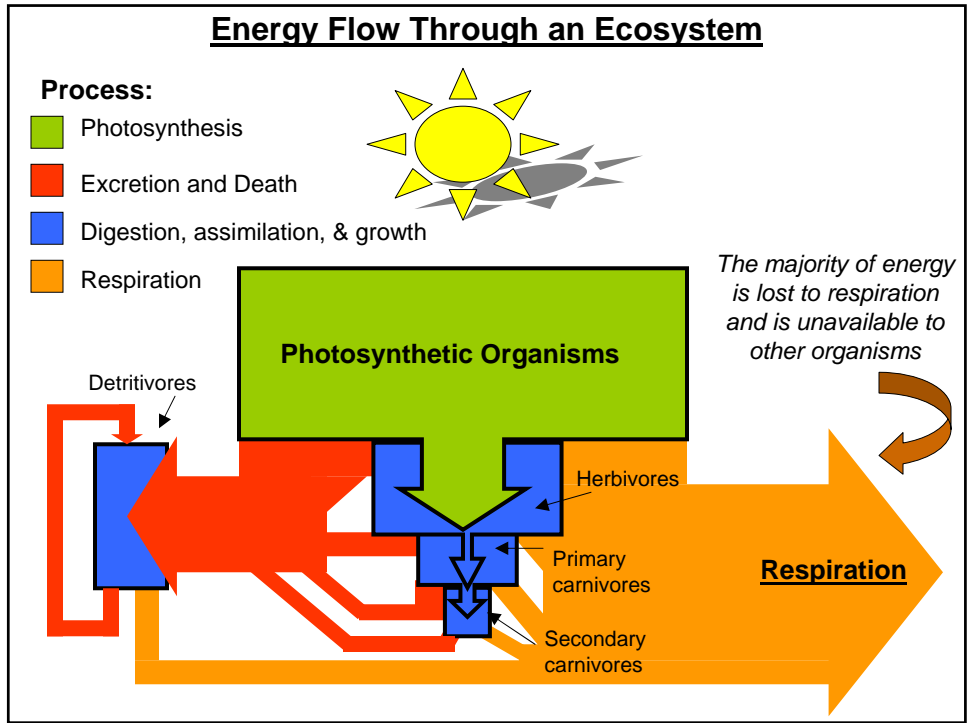 Energy Flow Through an Ecosystem
Process:
Photosynthesis
Excretion and Death
Digestion, assimilation, & growth
Respiration
The majority of energy
is lost to respiration
and is unavailable to
other organisms
Photosynthetic Organisms
Detritivores
Herbivores
Primary
carnivores
Respiration
Secondary
carnivores